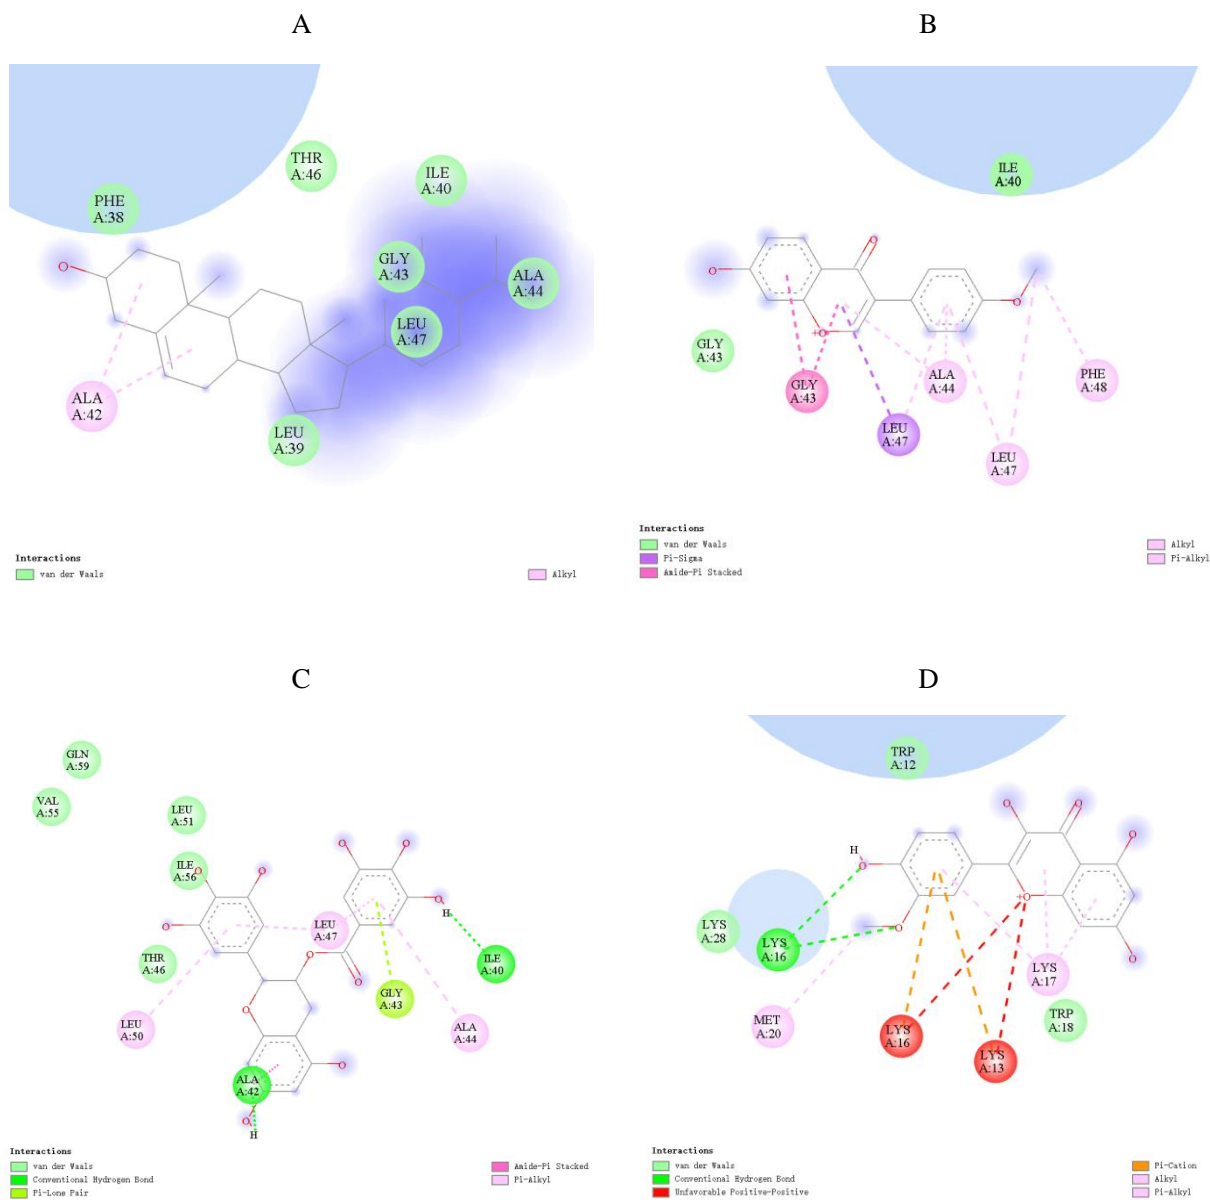 A
B
THR
A:46
ILE
A:40
PHE
A:38
GLY
A:43
ALA
A:44
LEU
A:47
ALA
A:42
LEU
A:39
O
Interactions
van der Waals
Alkyl
ILE
A:40
O
O
O
O+
GLY
A:43
GLY
A:43
ALA
A:44
PHE
A:48
LEU
A:47
LEU
A:47
Interactions
van der Waals
Pi-Sigma
Amide-Pi Stacked
Alkyl
Pi-Alkyl
C
D
GLN
A:59
VAL
A:55
LEU
A:51
ILE
A:56
O
O
O
O
O
O
H
LEU
A:47
THR
A:46
ILE
A:40
O
O
O
GLY
A:43
LEU
A:50
ALA
A:44
O
ALA
A:42
O
H
Interactions
van der Waals
Conventional Hydrogen Bond
Pi-Lone Pair
Amide-Pi Stacked
Pi-Alkyl
TRP
A:12
O
O
O
H
O
O
+O
O
LYS
A:28
LYS
A:16
LYS
A:17
MET
A:20
TRP
A:18
LYS
A:16
LYS
A:13
Interactions
van der Waals
Conventional Hydrogen Bond
Unfavorable Positive-Positive
Pi-Cation
Alkyl
Pi-Alkyl